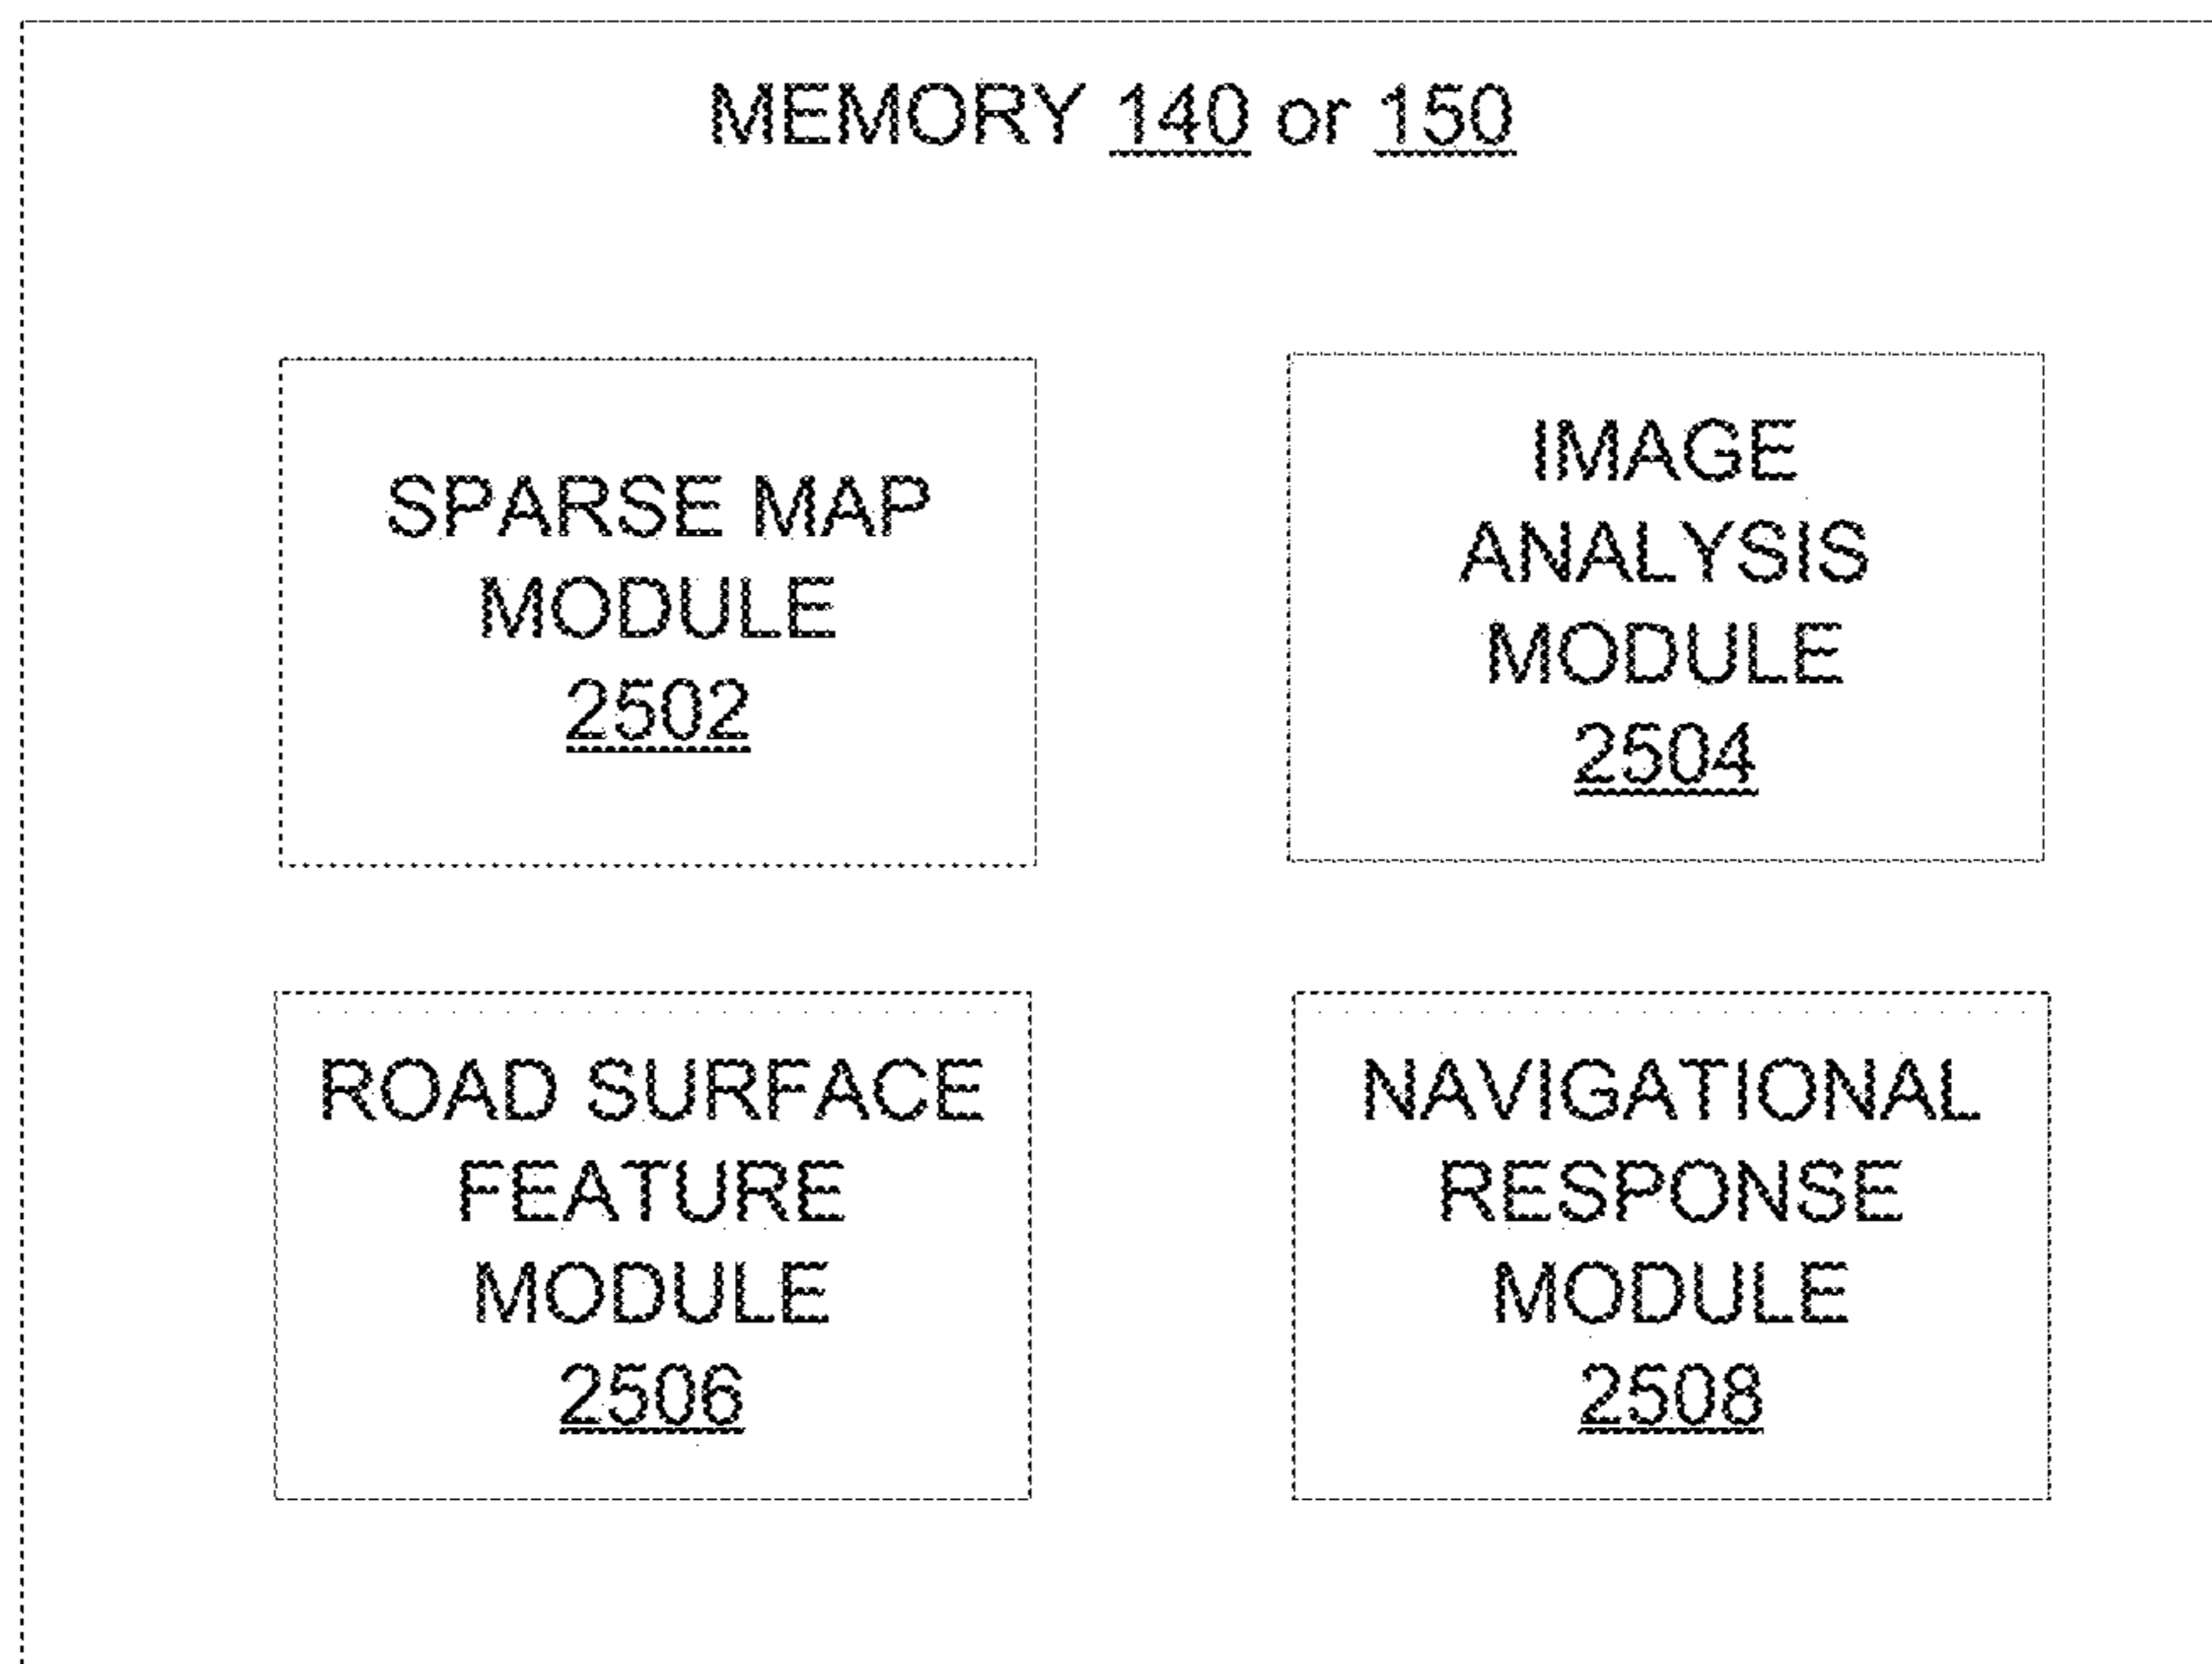 MEMORY 140 or 150
SPARSE MAP
MODULE
2502
IMAGE
ANALYSIS
MODULE
2504
ROAD SURFACE
FEATURE
MODULE
2506
NAVIGATIONAL
RESPONSE
MODULE
2508